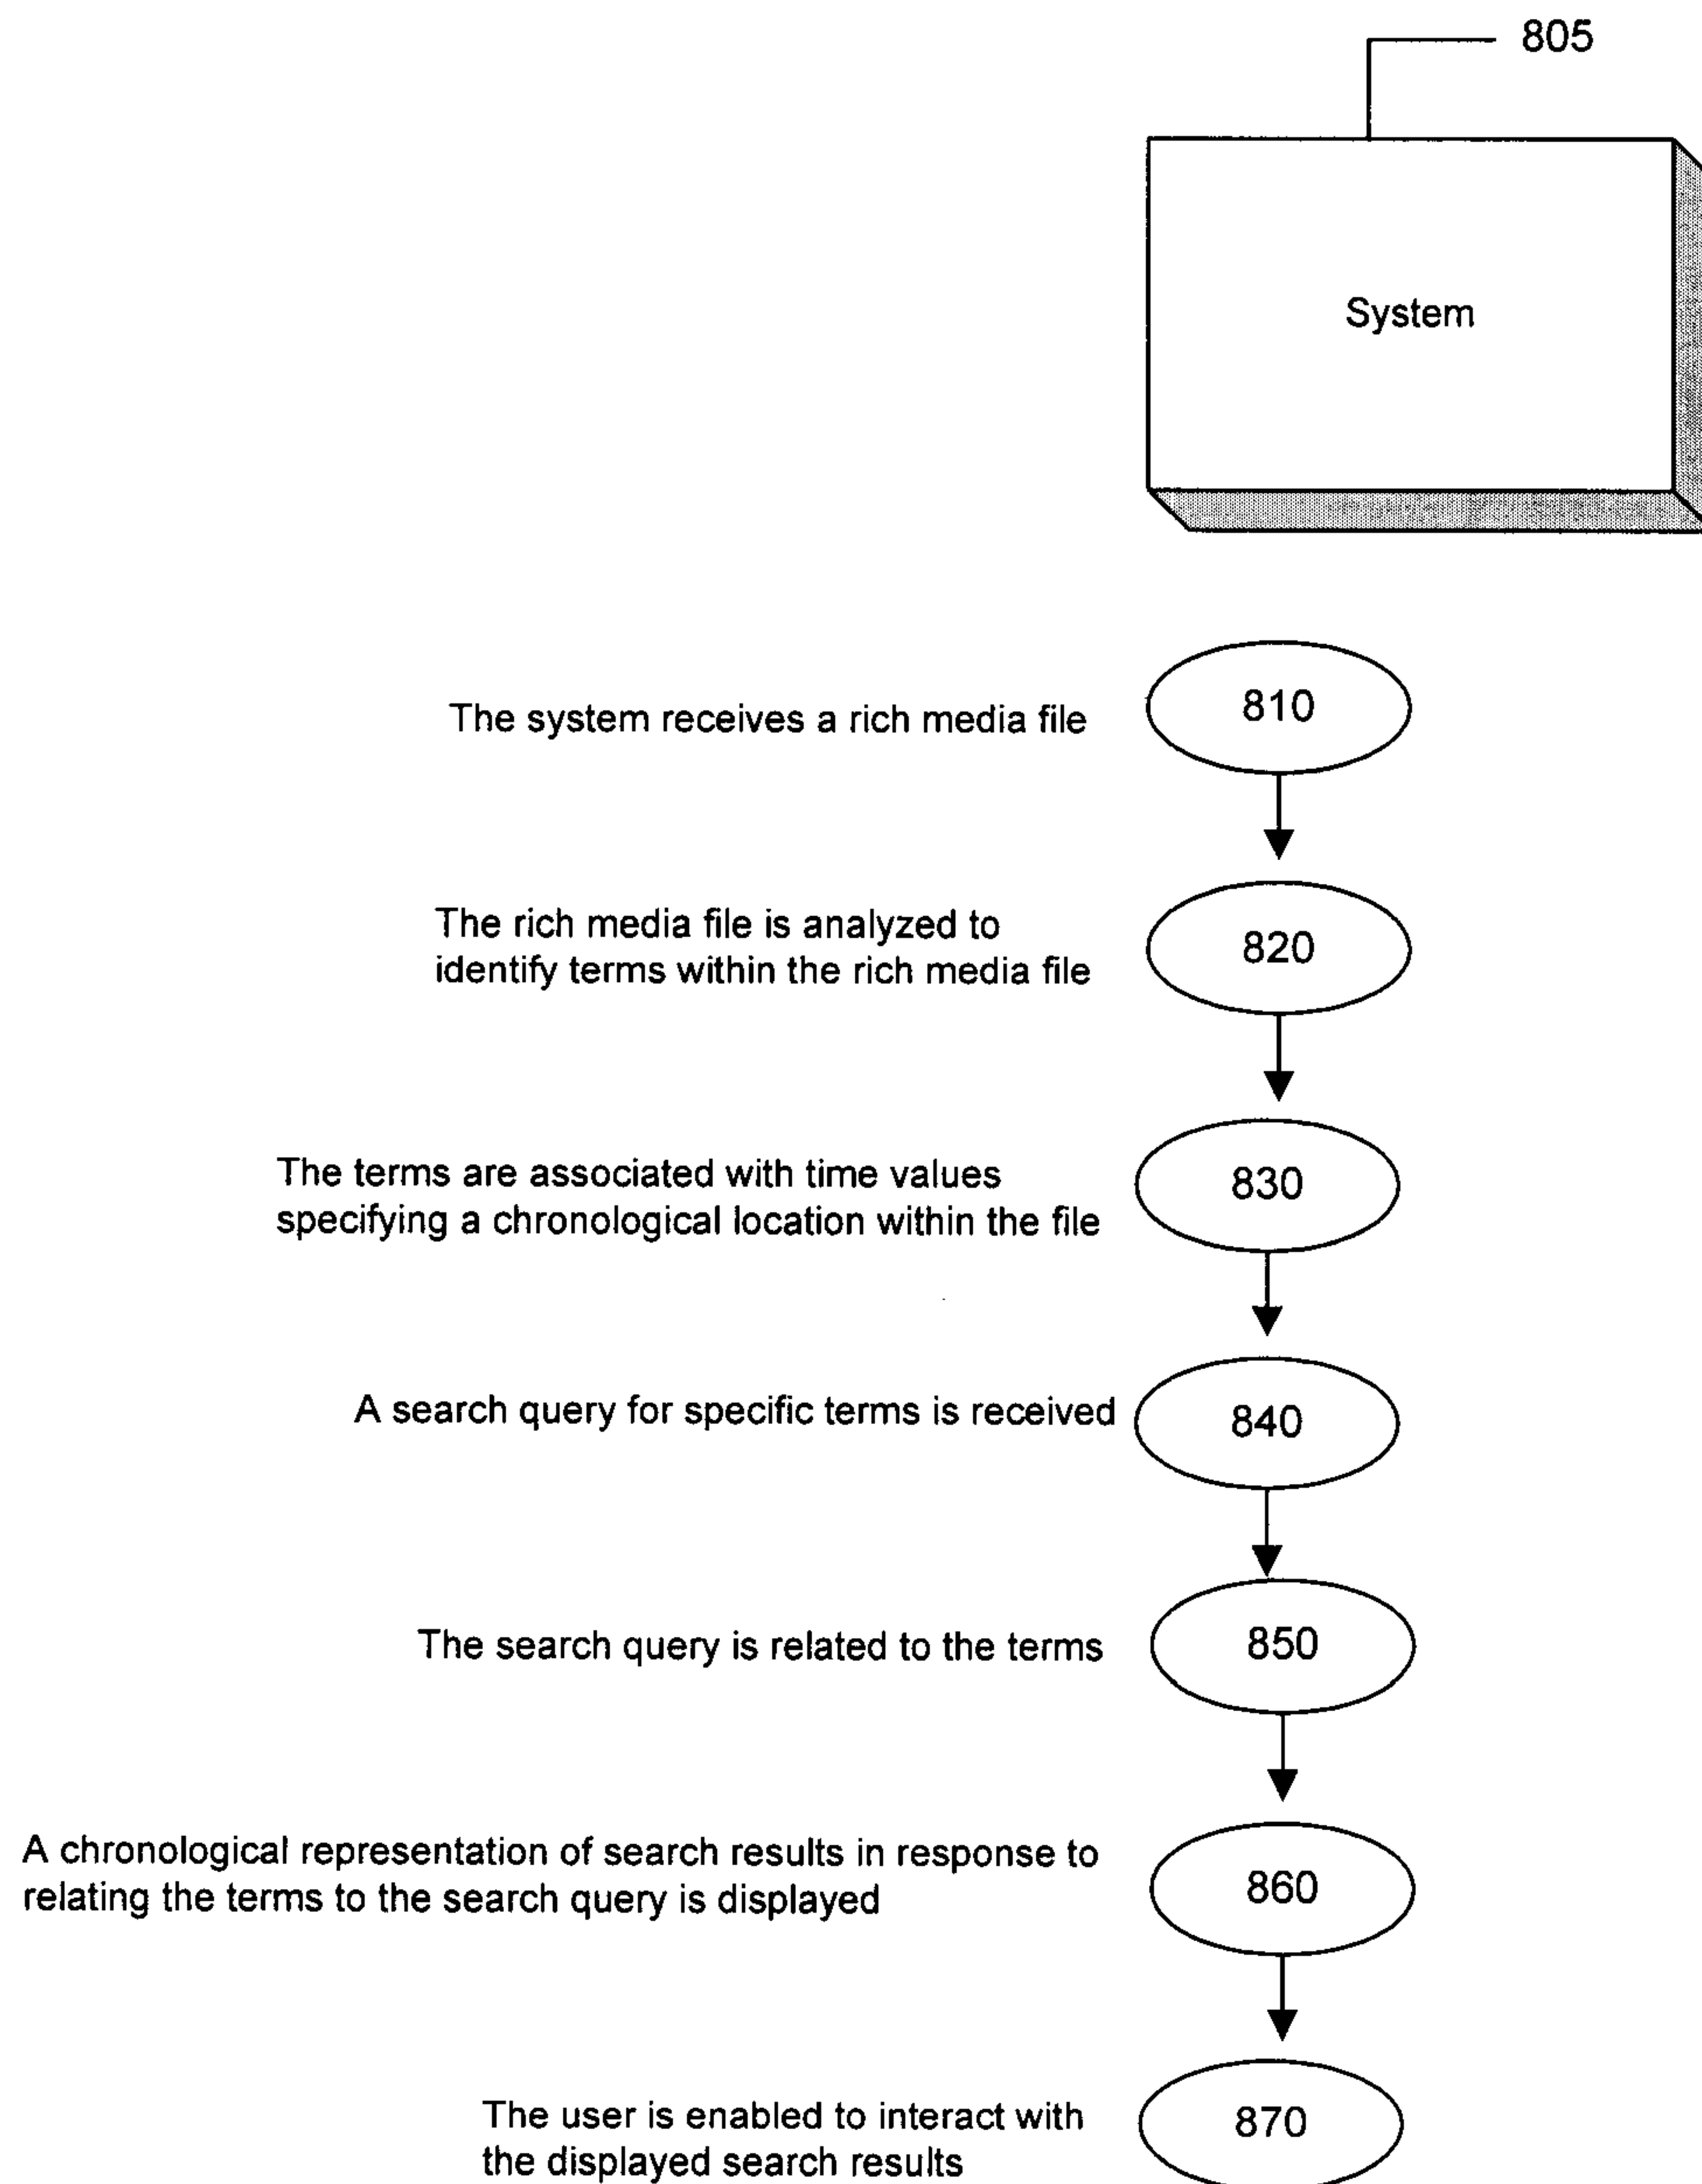 805
System
The system receives a rich media file
810
The rich media file is analyzed to
identify terms within the rich media file
820
The terms are associated with time values
specifying a chronological location within the file
830
A search query for specific terms is received
840
The search query is related to the terms
850
A chronological representation of search results in response to
relating the terms to the search query is displayed
860
The user is enabled to interact with
the displayed search results
870